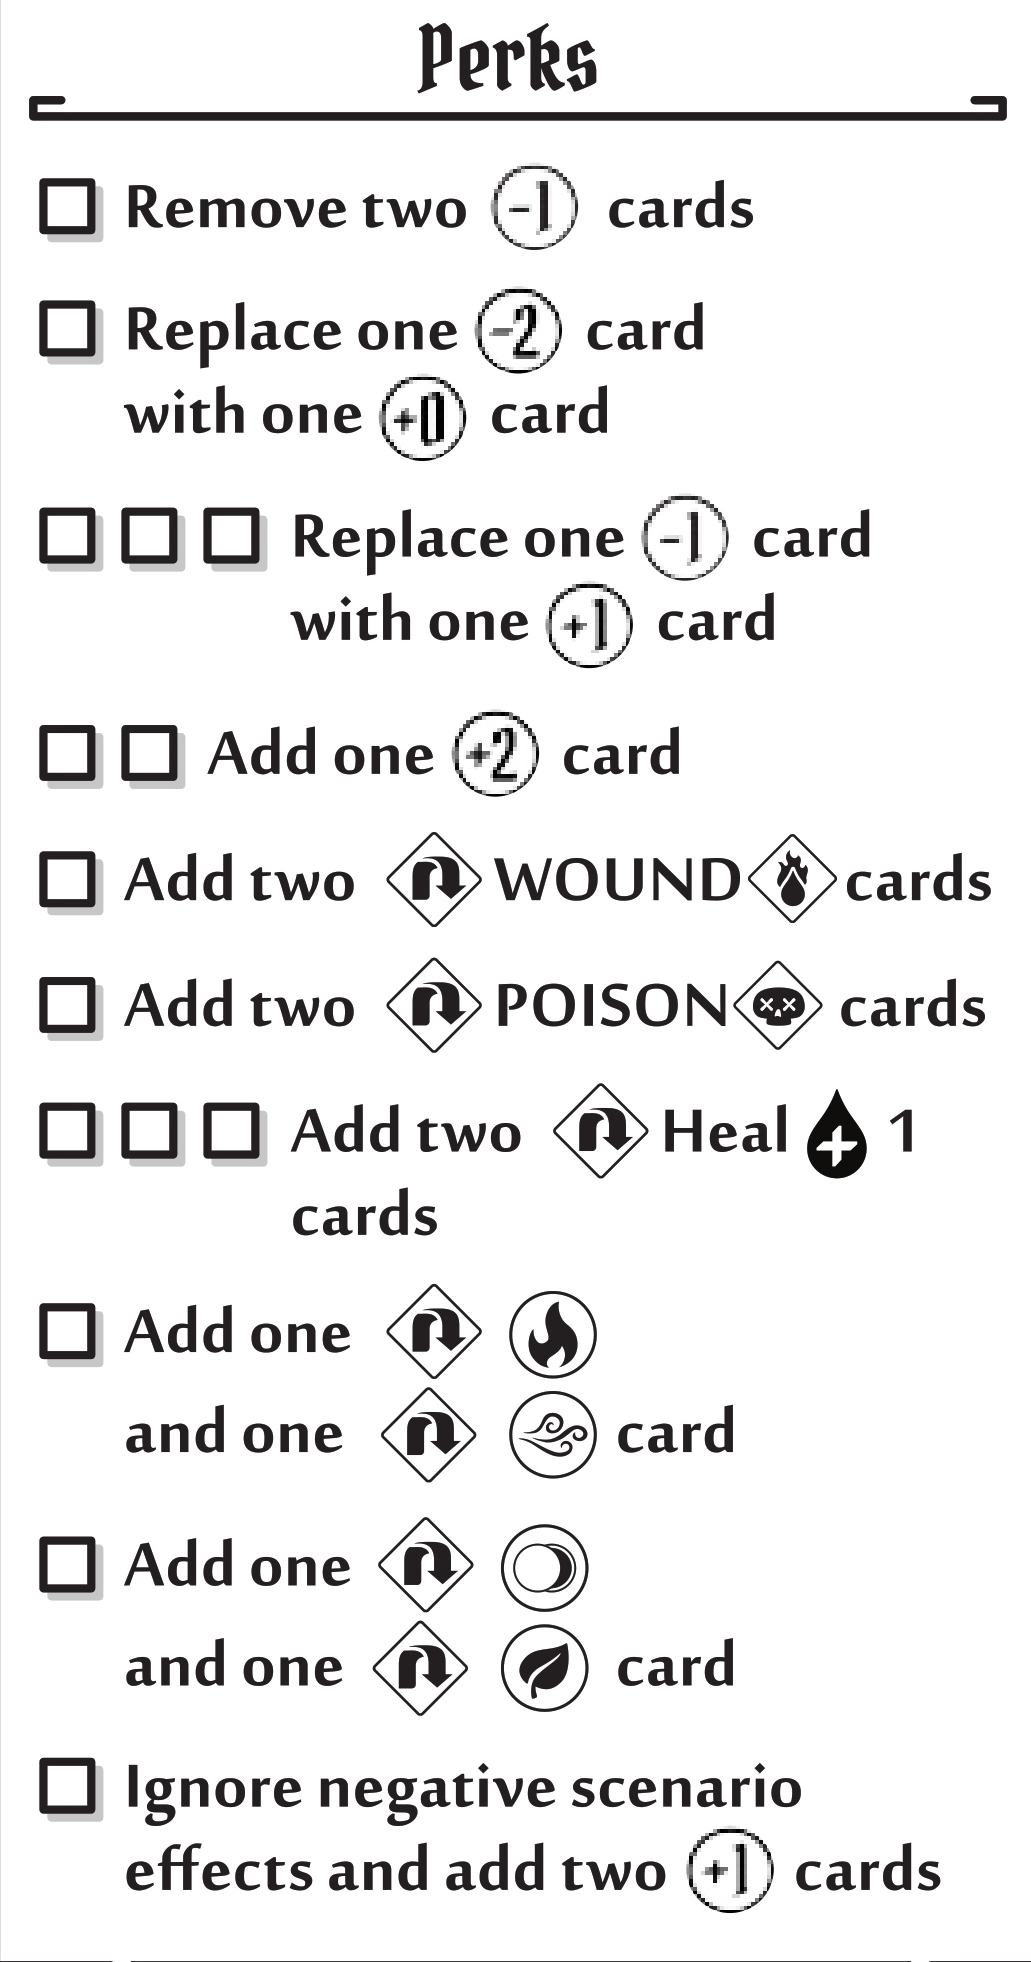 Perks
Remove two -1 cards
Replace one -2 card
with one +0 card
Replace one -1 card
with one +1 card
Add one +2 card
Add two WOUND cards
Add two POISON cards
Add two Heal 1
cards
Add one
and one card
Add one
and one card
Ignore negative scenario
effects and add two +1 cards